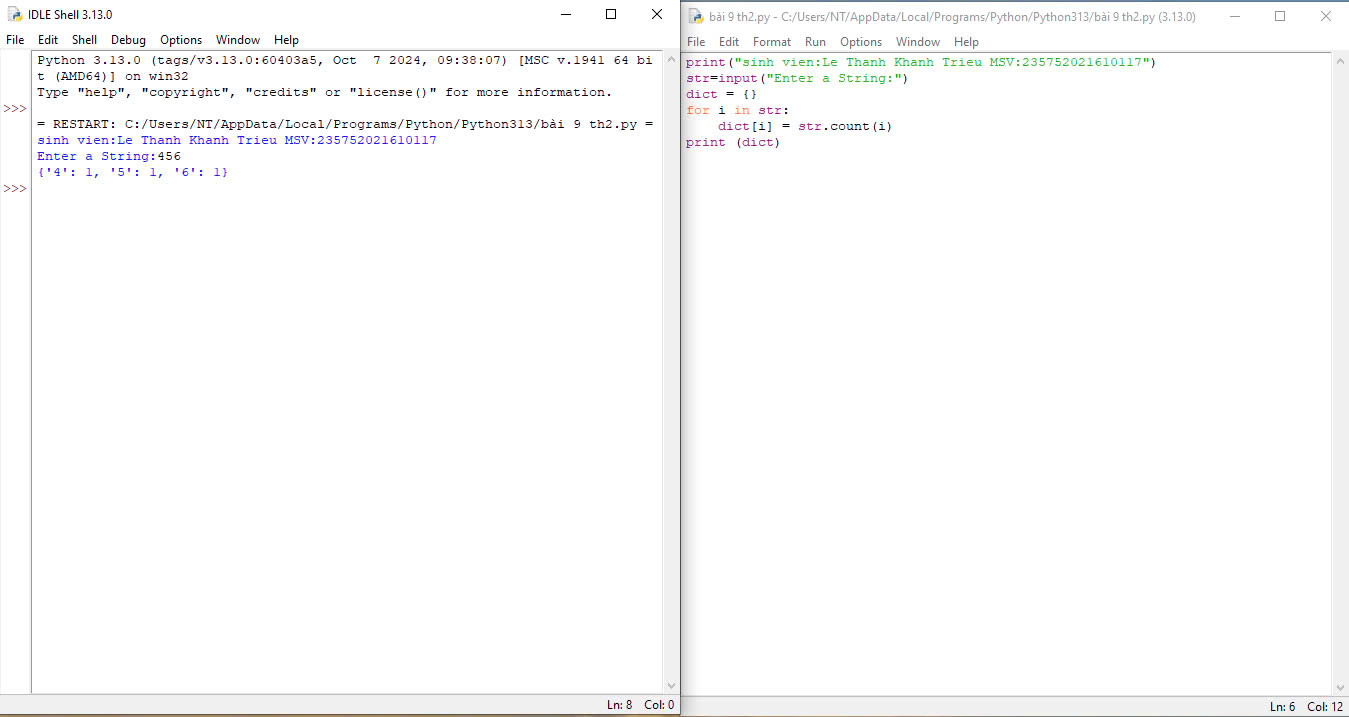 IDLE Shell 3.13.0
File Edit Shell Debug Options Window Help
Python 3.13.0 (tags/v3.13.0:60403a5, Oct  7 2024, 09:38:07) [MSC v.1941 64 bi
t (AMD64)] on win32
Type "help", "copyright", "credits" or "license()" for more information.
>>>
= RESTART: C:/Users/NT/AppData/Local/Programs/Python/Python313/bài 9 th2.py =
sinh vien:Le Thanh Khanh Trieu MSV:235752021610117
Enter a String:456
{'4': 1, '5': 1, '6': 1}
>>>
Ln: 8 Col: 0
bài 9 th2.py - C:/Users/NT/AppData/Local/Programs/Python/Python313/bài 9 th2.py (3.13.0)
File Edit Format Run Options Window Help
print("sinh vien:Le Thanh Khanh Trieu MSV:235752021610117")
str=input("Enter a String:")
dict = {}
for i in str:
    dict[i] = str.count(i)
print (dict)
Ln: 6 Col: 12